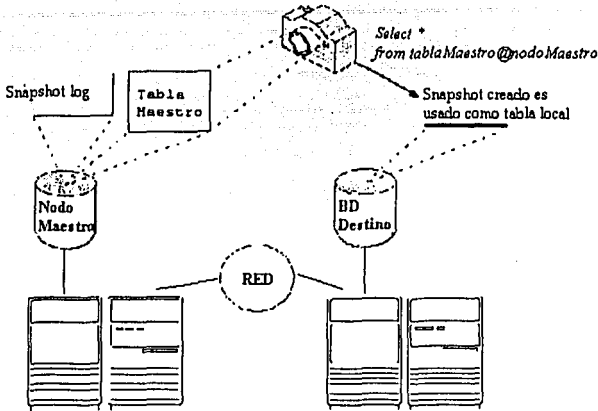 Select *
from tablaMaestro@nodoMaestro
Snapshot log
Tabla
Maestro
Snapshot creado es
usado como tabla local
Nodo
Maestro
BD
Destino
RED